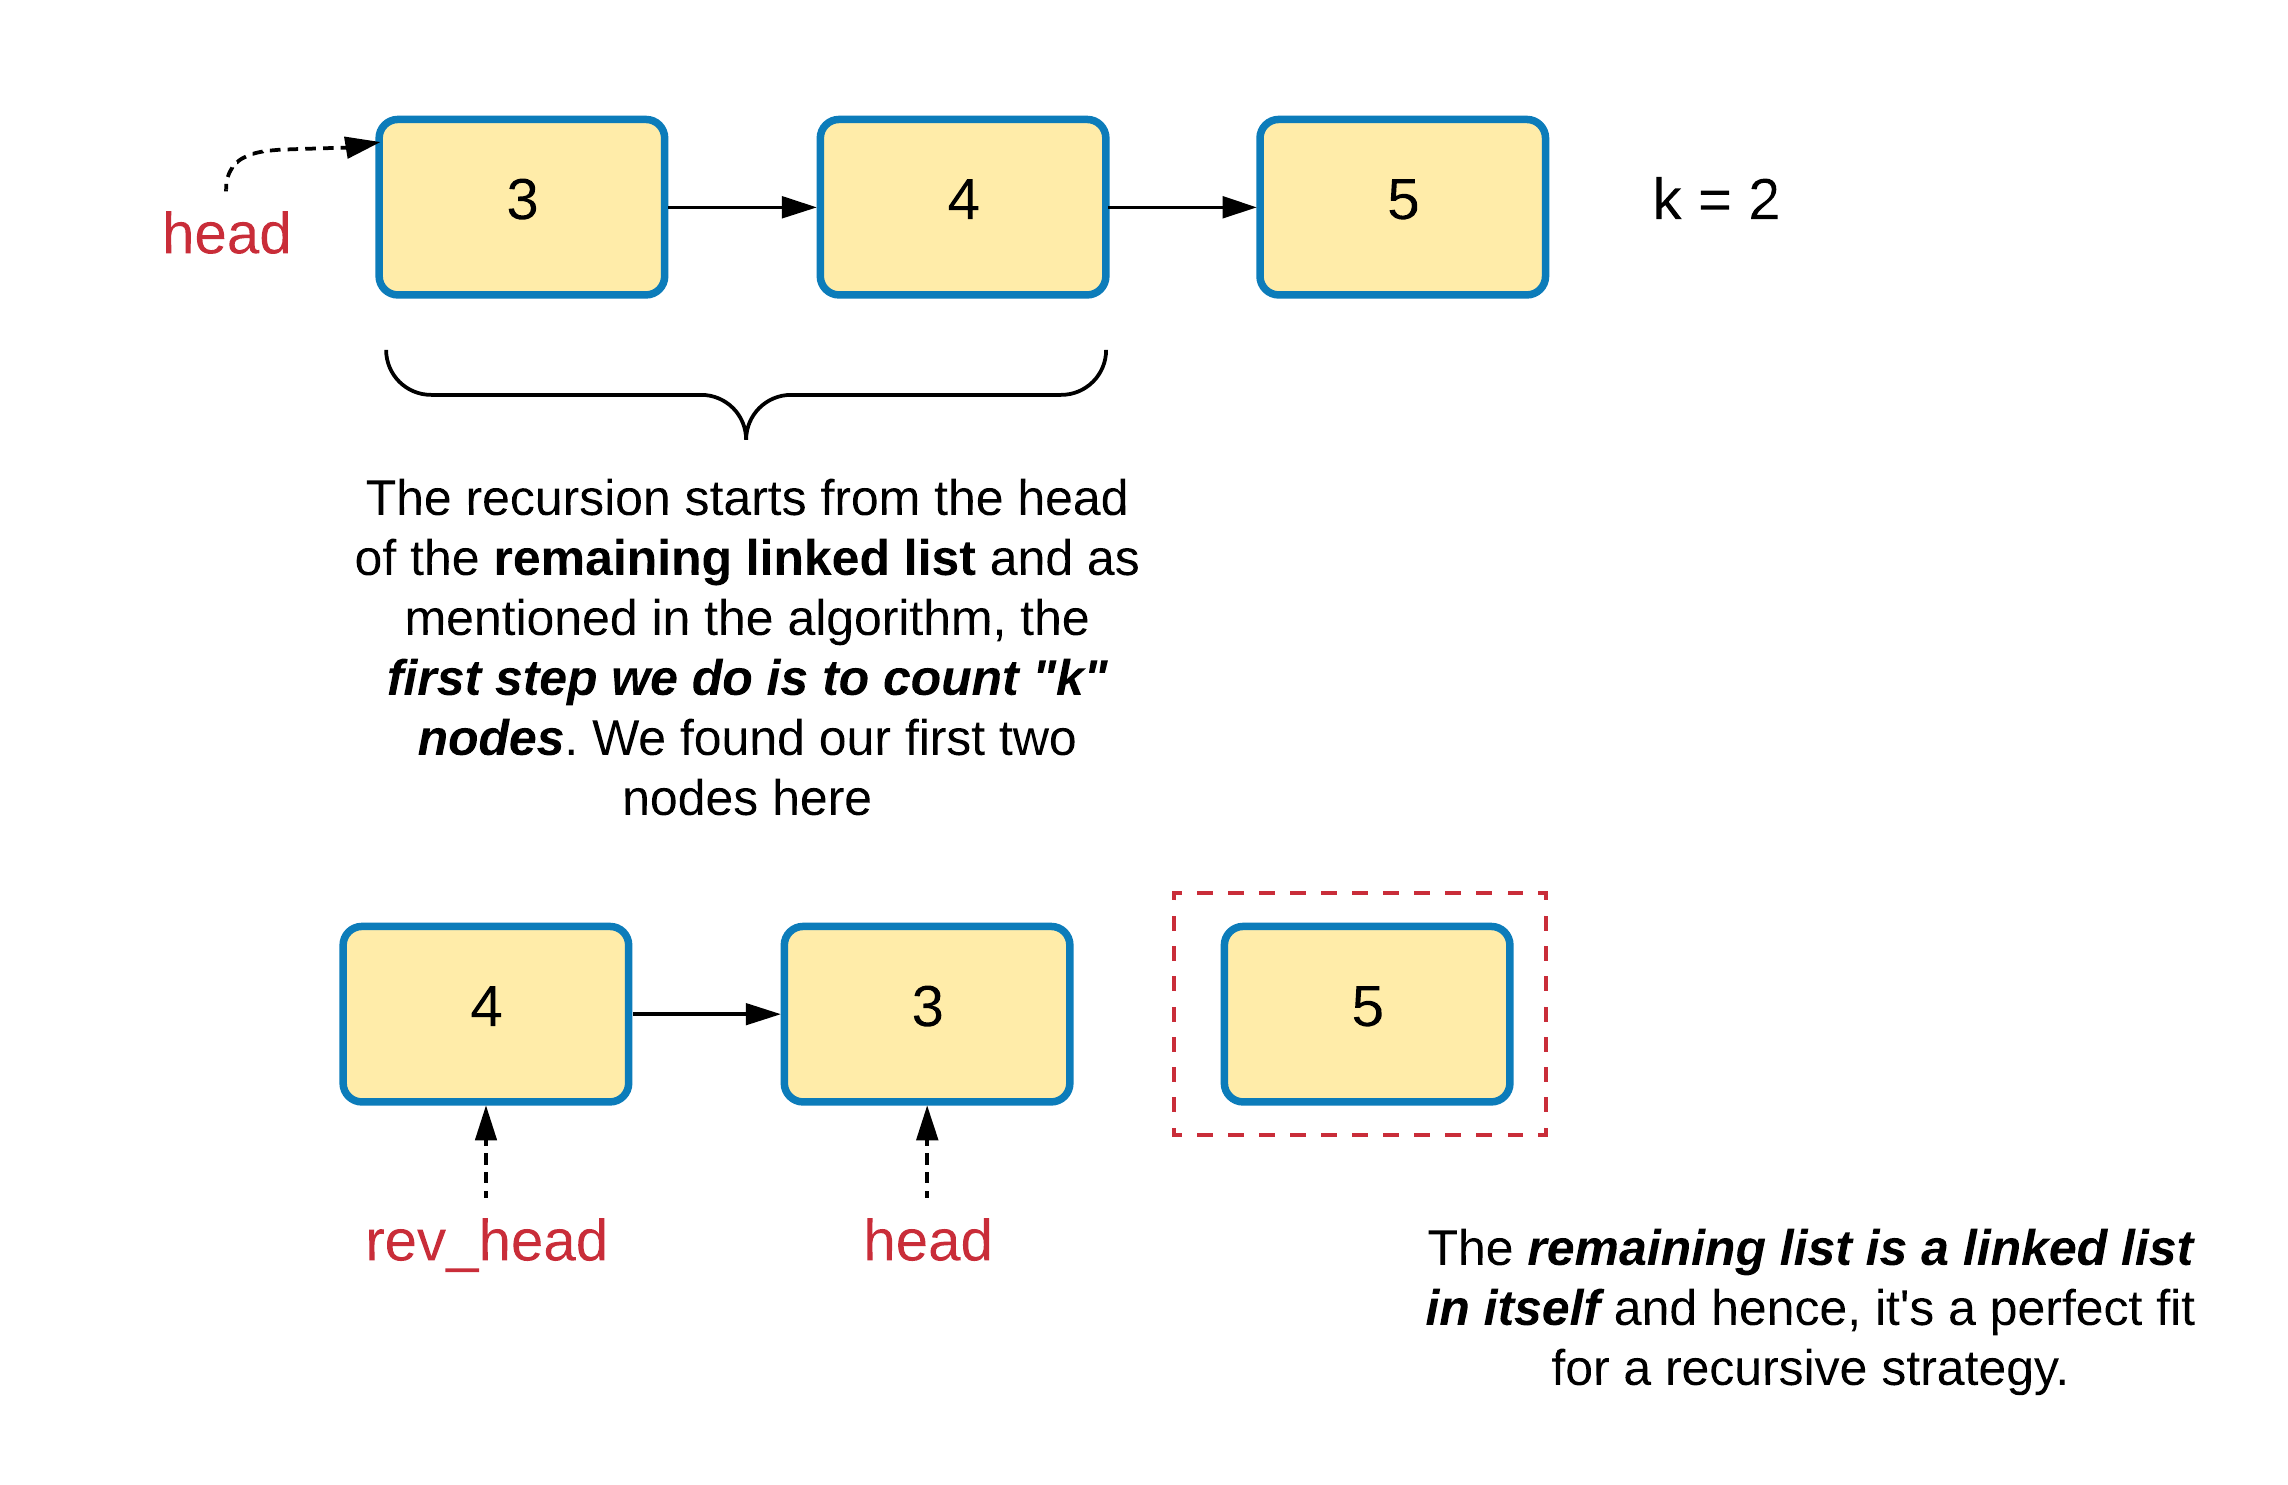 3
4
5
k = 2
head
The recursion starts from the head
of the remaining linked list and as
mentioned in the algorithm, the
first step we do is to count "k"
nodes. We found our first two
nodes here
4
3
5
rev_head
head
The remaining list is a linked list
in itself and hence, it's a perfect fit
for a recursive strategy.